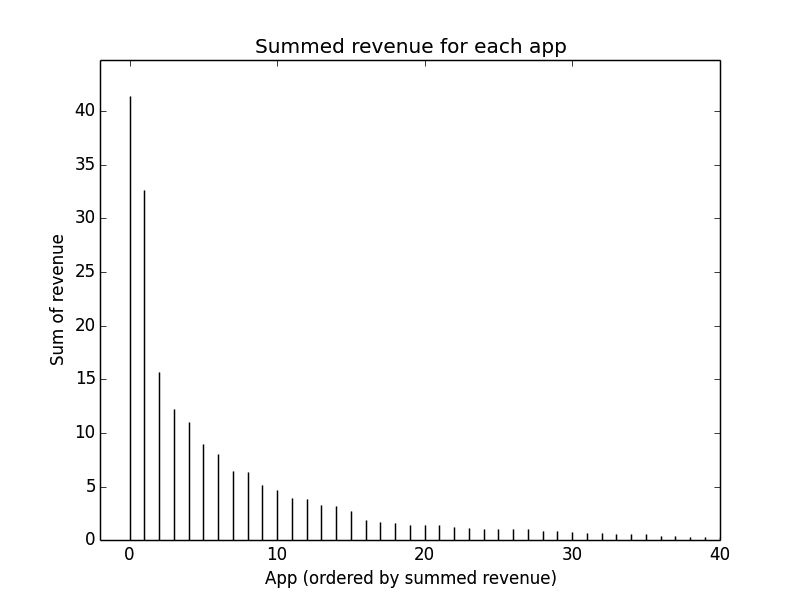 Summed revenue for each app
Sum of revenue
40
35
30
25
20
15
10
5
0
0 10 20 30 40
App (ordered by summed revenue)